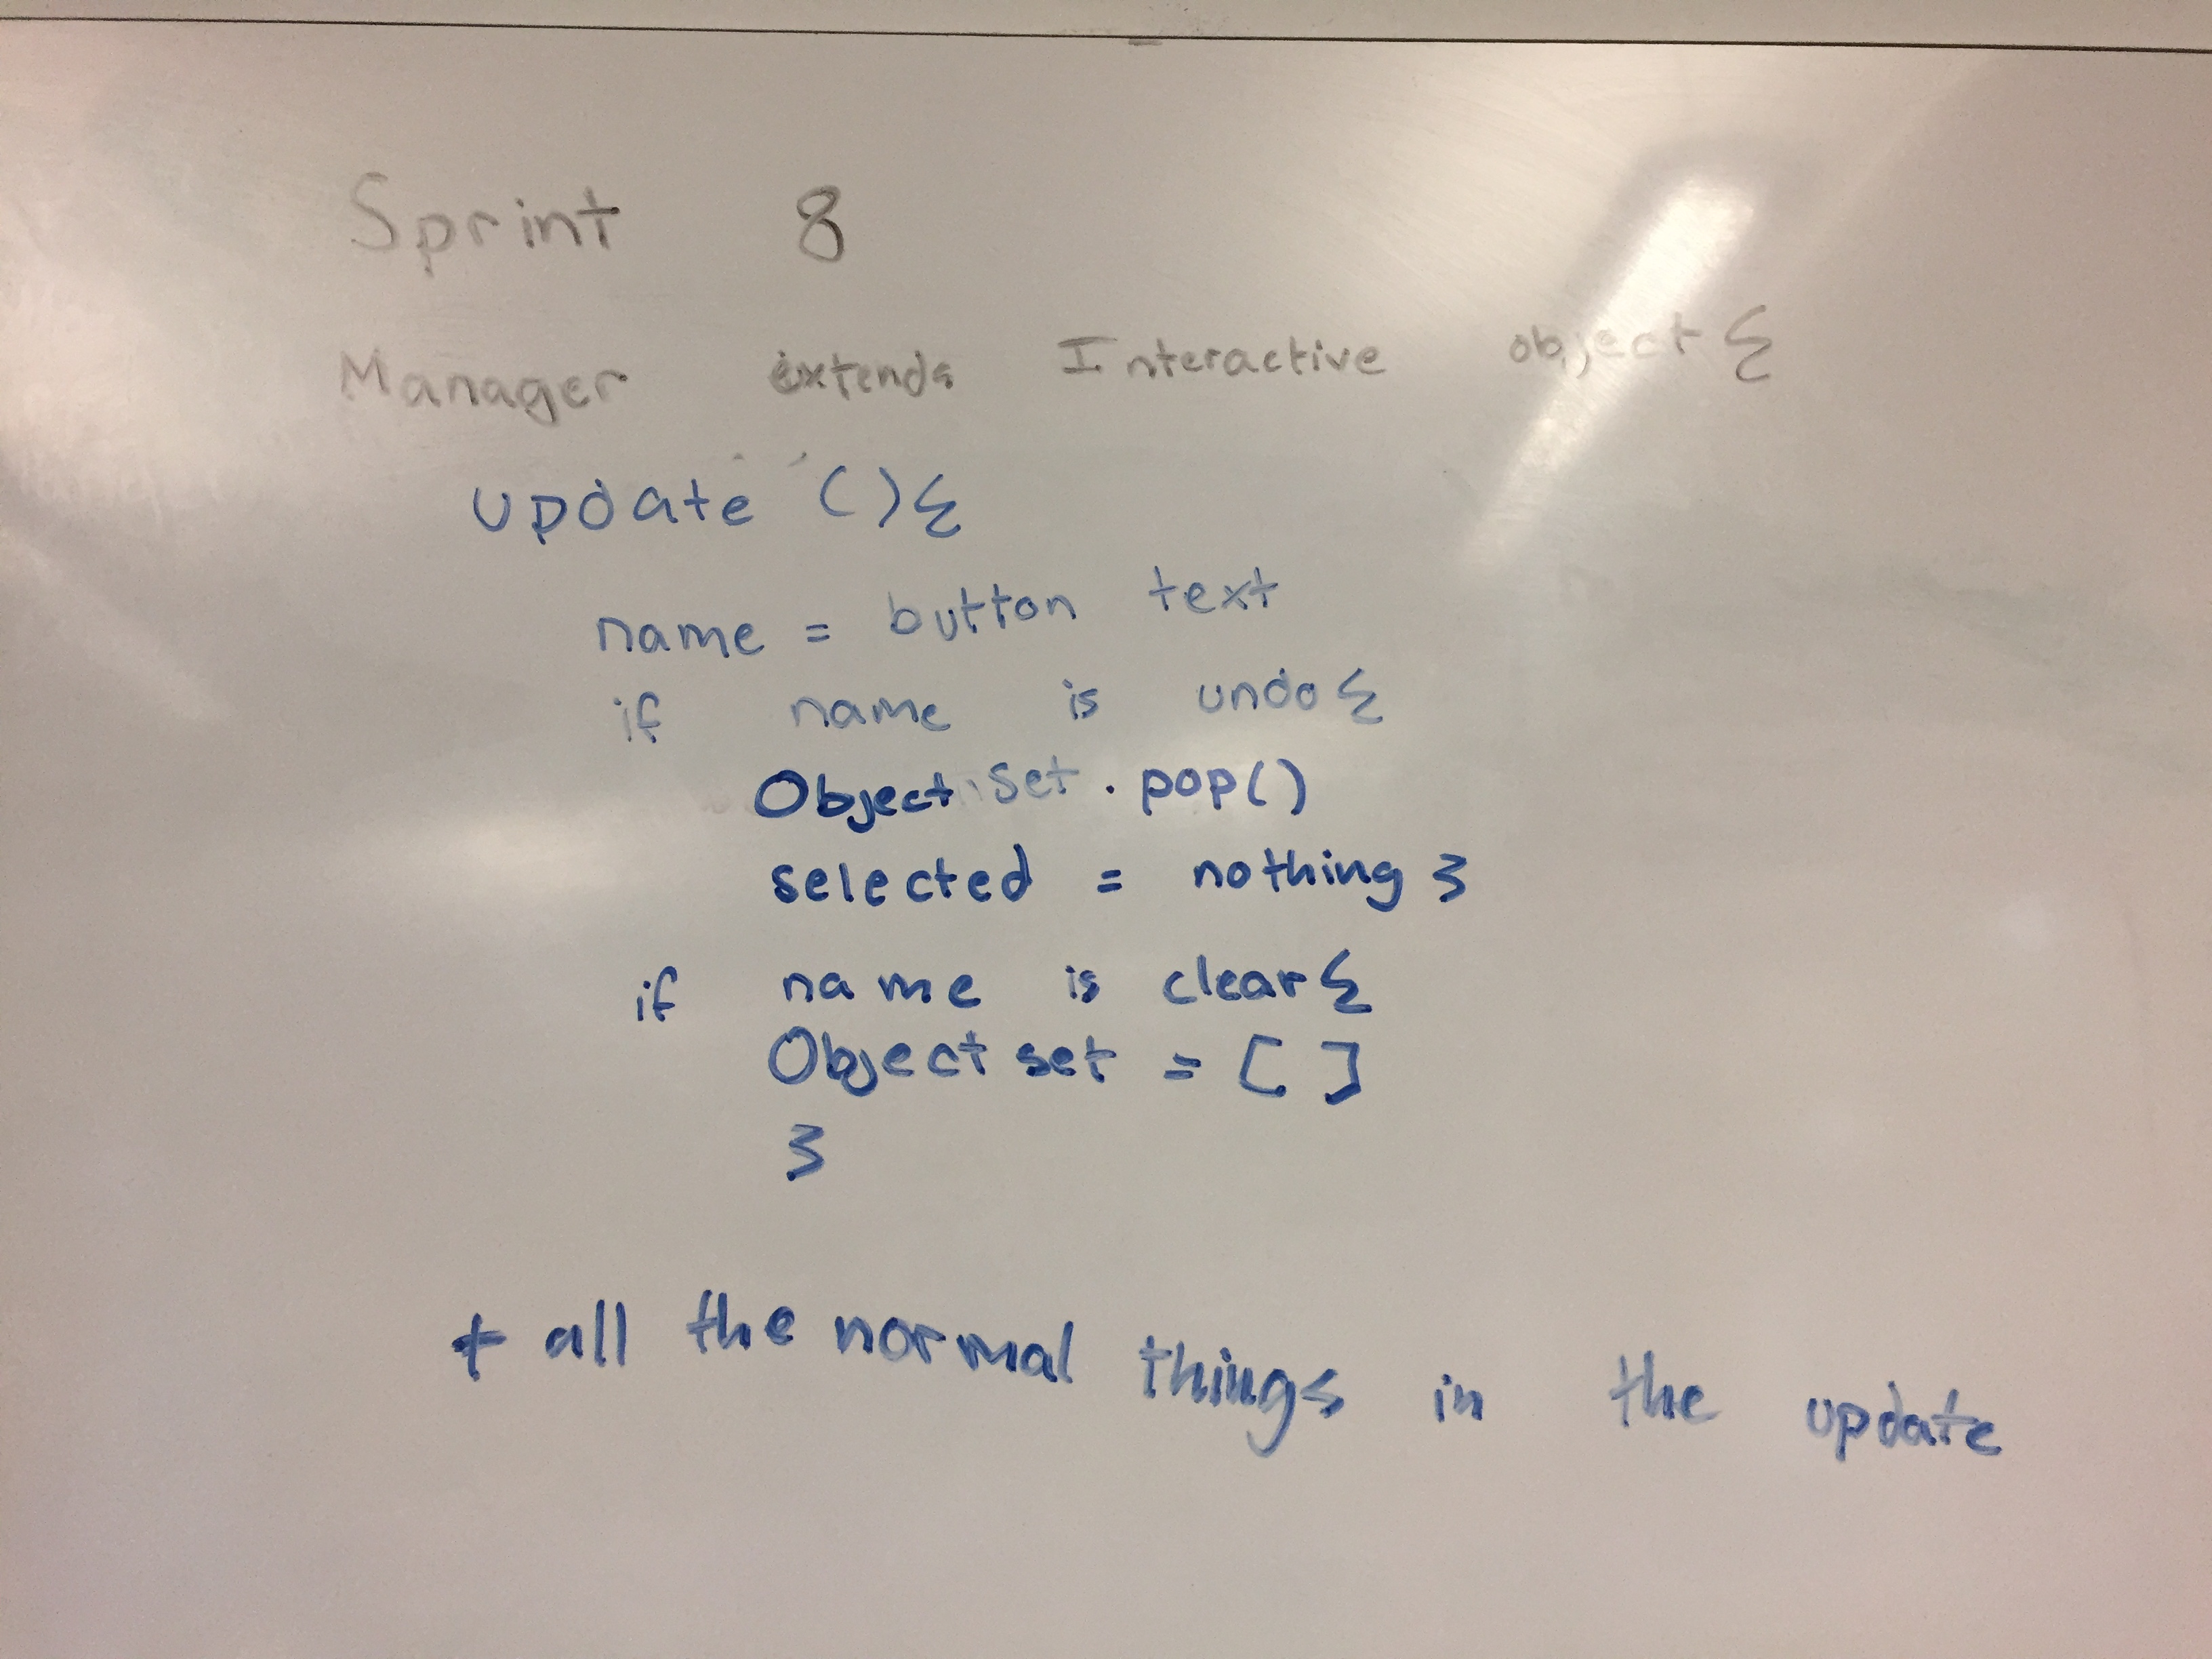 Sprint 8
Manager extends Interactive object {
update () {
name = button text
if name is undo {
Object set . pop()
selected = nothing }
if name is clear {
Object set = [ ]
}
+ all the normal things in the update